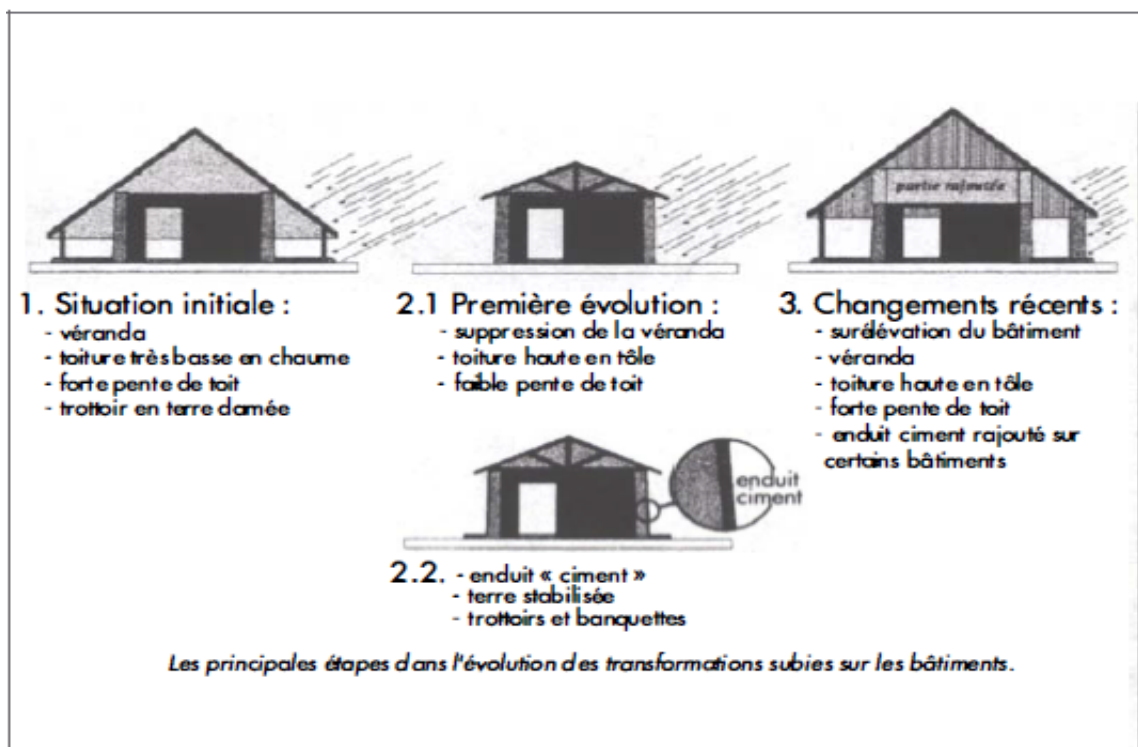 partie rajoutée
1. Situation initiale :
- véranda
- toiture très basse en chaume
- forte pente de toit
- trottoir en terre damée
2.1 Première évolution :
- suppression de la véranda
- toiture haute en tôle
- faible pente de toit
3. Changements récents :
- surélévation du bâtiment
- véranda
- toiture haute en tôle
- forte pente de toit
- enduit ciment rajouté sur
certains bâtiments
enduit
ciment
2.2. - enduit « ciment »
- terre stabilisée
- trottoirs et banquettes
Les principales étapes dans l'évolution des transformations subies sur les bâtiments.